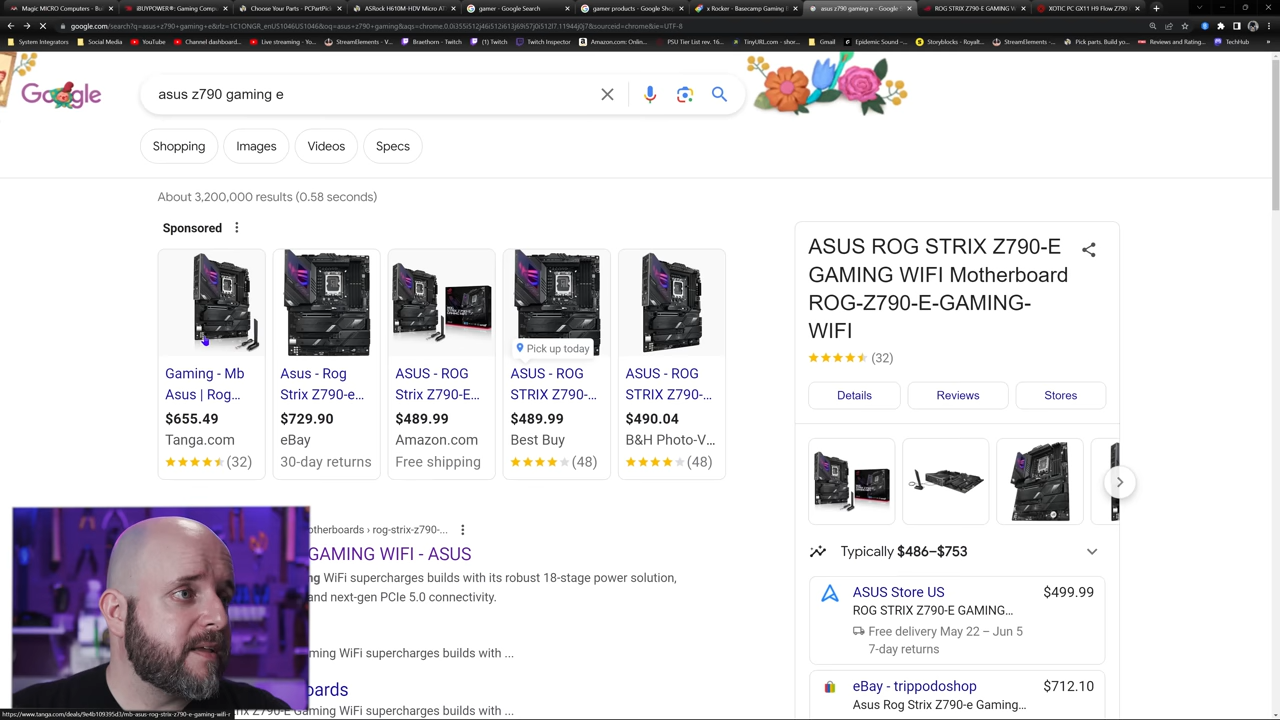 Magic MICRO Computers - Bu
iBUYPOWER®: Gaming Compu
Choose Your Parts - PCPartPic
ASRock H610M-HDV Micro AT
gamer - Google Search
gamer products - Google Sho
x Rocker - Basecamp Gaming
asus z790 gaming e - Google
ROG STRIX Z790-E GAMING W
XOTIC PC GX11 H9 Flow Z790
google.com/search?q=asus+z790+gaming+e&rlz=1C1ONGR_enUS1046US1046&oq=asus+z790+gaming&aqs=chrome.0.0i355i512j46i512i613j69i57j0i512l7.11944j0j7&sourceid=chrome&ie=UTF-8
System Integrators
Social Media
YouTube
Channel dashboard...
Live streaming - Yo...
StreamElements - V...
Braethorn - Twitch
(1) Twitch
Twitch Inspector
Amazon.com: Onlin...
PSU Tier List rev. 16...
TinyURL.com - shor...
Gmail
Epidemic Sound -...
Storyblocks - Royalt...
StreamElements -...
Pick parts. Build yo...
Reviews and Rating...
TechHub
Google
asus z790 gaming e
Shopping
Images
Videos
Specs
About 3,200,000 results (0.58 seconds)
Sponsored
Gaming - Mb
Asus | Rog...
$655.49
Tanga.com
(32)
Asus - Rog
Strix Z790-e...
$729.90
eBay
30-day returns
ASUS - ROG
Strix Z790-E...
$489.99
Amazon.com
Free shipping
Pick up today
ASUS - ROG
STRIX Z790-...
$489.99
Best Buy
(48)
ASUS - ROG
STRIX Z790-...
$490.04
B&H Photo-V...
(48)
otherboards › rog-strix-z790-...
GAMING WIFI - ASUS
ng WiFi supercharges builds with its robust 18-stage power solution,
and next-gen PCIe 5.0 connectivity.
ming WiFi supercharges builds with ...
boards
ix Z790-E Gaming WiFi supercharges builds with ...
ASUS ROG STRIX Z790-E
GAMING WIFI Motherboard
ROG-Z790-E-GAMING-
WIFI
(32)
Details
Reviews
Stores
Typically $486–$753
ASUS Store US
$499.99
ROG STRIX Z790-E GAMING...
Free delivery May 22 – Jun 5
7-day returns
eBay - trippodoshop
$712.10
Asus Rog Strix Z790-e Gaming...
https://www.tanga.com/deals/9e4b109395d3/mb-asus-rog-strix-z790-e-gaming-wifi-r